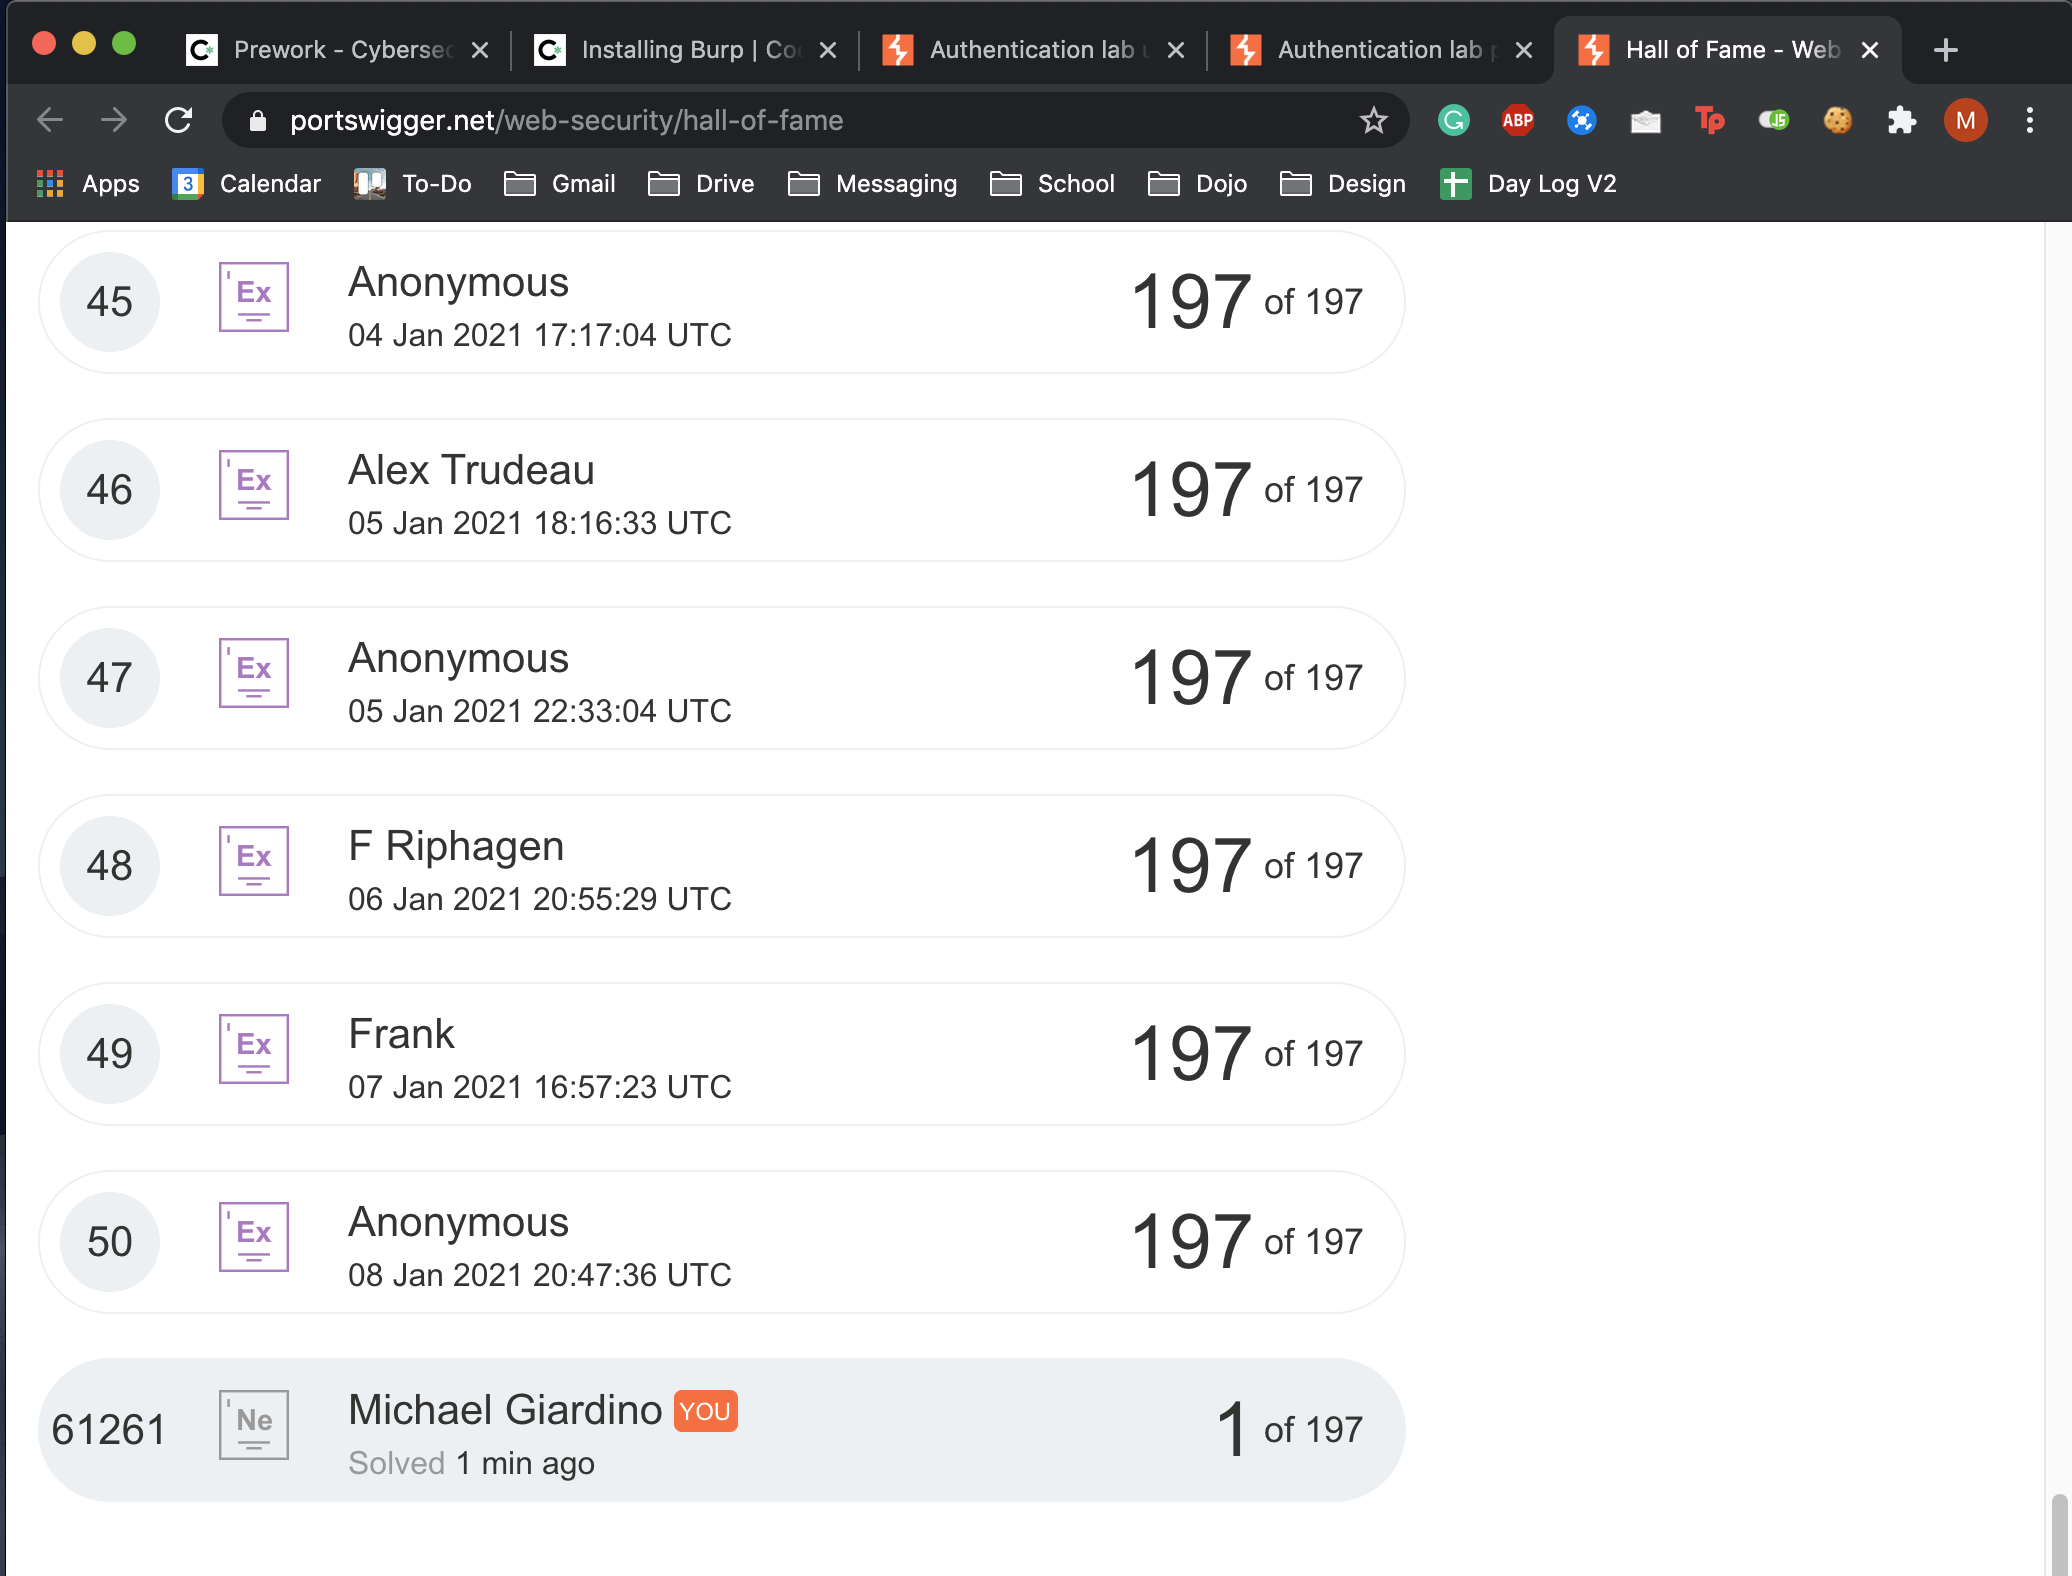 Prework - Cybersec
Installing Burp | Co
Authentication lab
Authentication lab
Hall of Fame - Web
portswigger.net/web-security/hall-of-fame
ABP
Tp
JS
M
Apps
3
Calendar
To-Do
Gmail
Drive
Messaging
School
Dojo
Design
Day Log V2
45
Ex
Anonymous
04 Jan 2021 17:17:04 UTC
197 of 197
46
Ex
Alex Trudeau
05 Jan 2021 18:16:33 UTC
197 of 197
47
Ex
Anonymous
05 Jan 2021 22:33:04 UTC
197 of 197
48
Ex
F Riphagen
06 Jan 2021 20:55:29 UTC
197 of 197
49
Ex
Frank
07 Jan 2021 16:57:23 UTC
197 of 197
50
Ex
Anonymous
08 Jan 2021 20:47:36 UTC
197 of 197
61261
Ne
Michael Giardino YOU
Solved 1 min ago
1 of 197